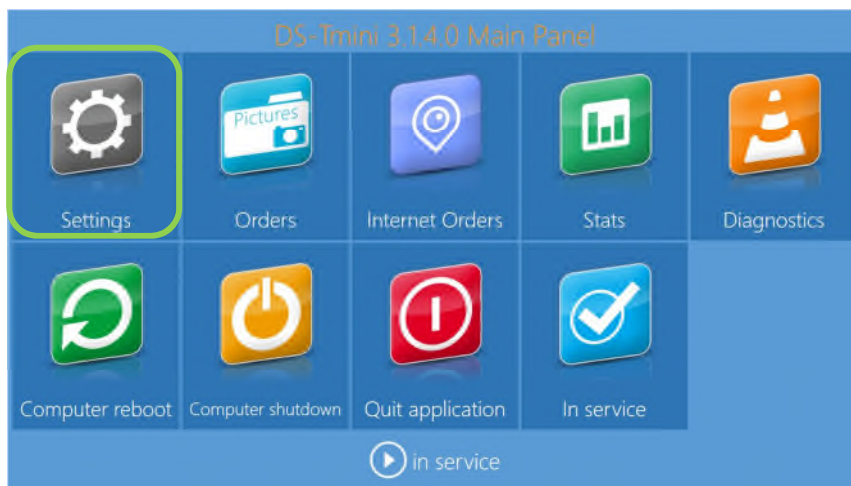 DS-Tmini 3.1.4.0 Main Panel
Pictures
Settings
Orders
Internet Orders
Stats
Diagnostics
Computer reboot
Computer shutdown
Quit application
In service
in service